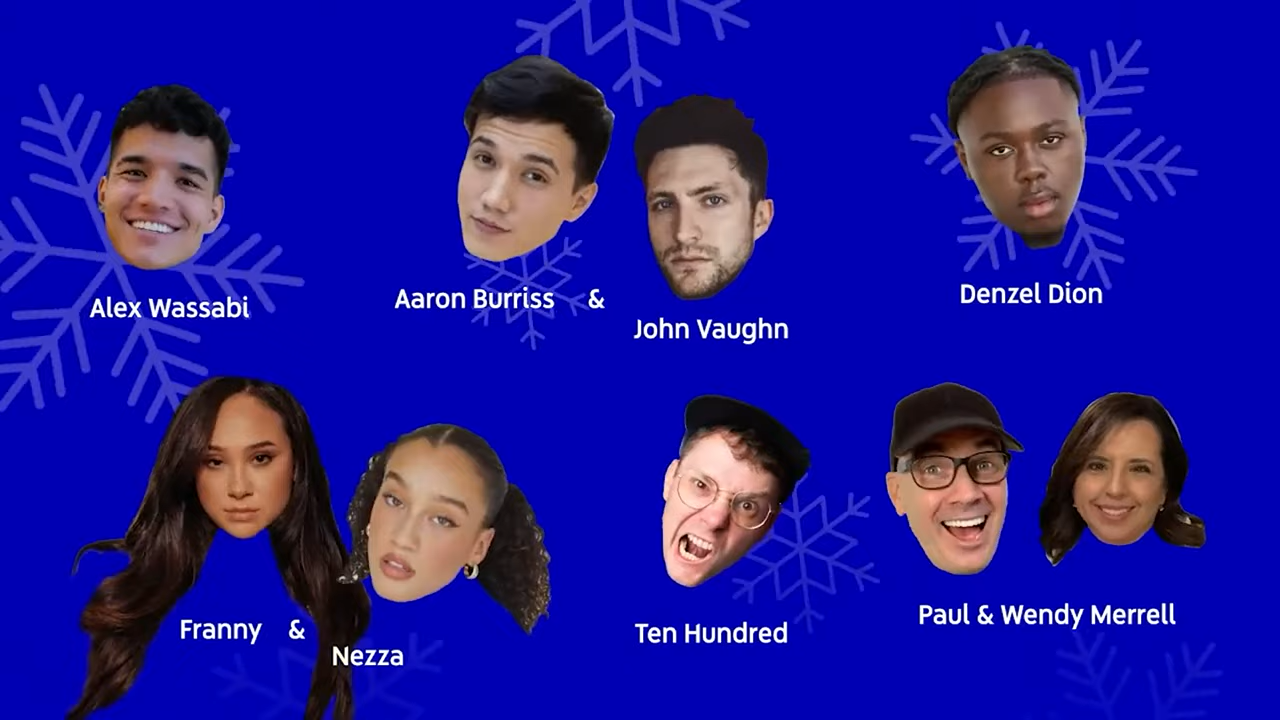 Alex Wassabi
Aaron Burriss &
John Vaughn
Denzel Dion
Franny &
Nezza
Ten Hundred
Paul & Wendy Merrell